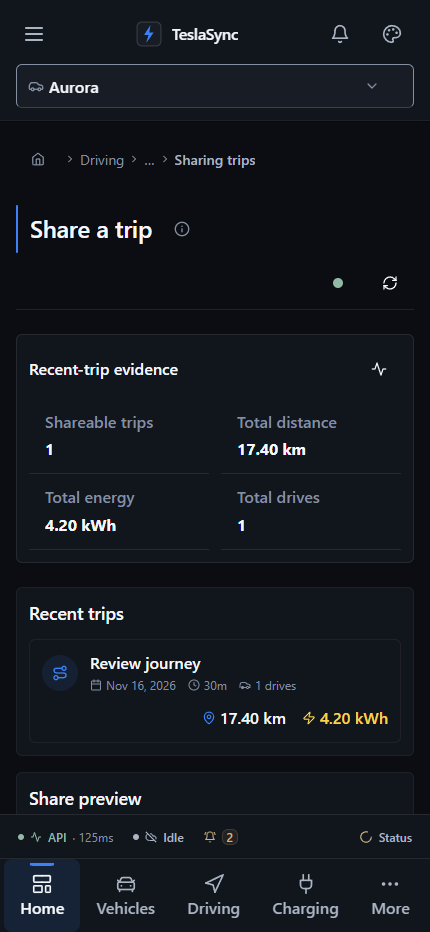 TeslaSync
Aurora
Driving ... Sharing trips
Share a trip
Recent-trip evidence
Shareable trips Total distance
1 17.40 km
Total energy Total drives
4.20 kWh 1
Recent trips
Review journey
Nov 16, 2026 30m 1 drives
17.40 km 4.20 kWh
Share preview
API · 125ms Idle 2 Status
Home Vehicles Driving Charging More